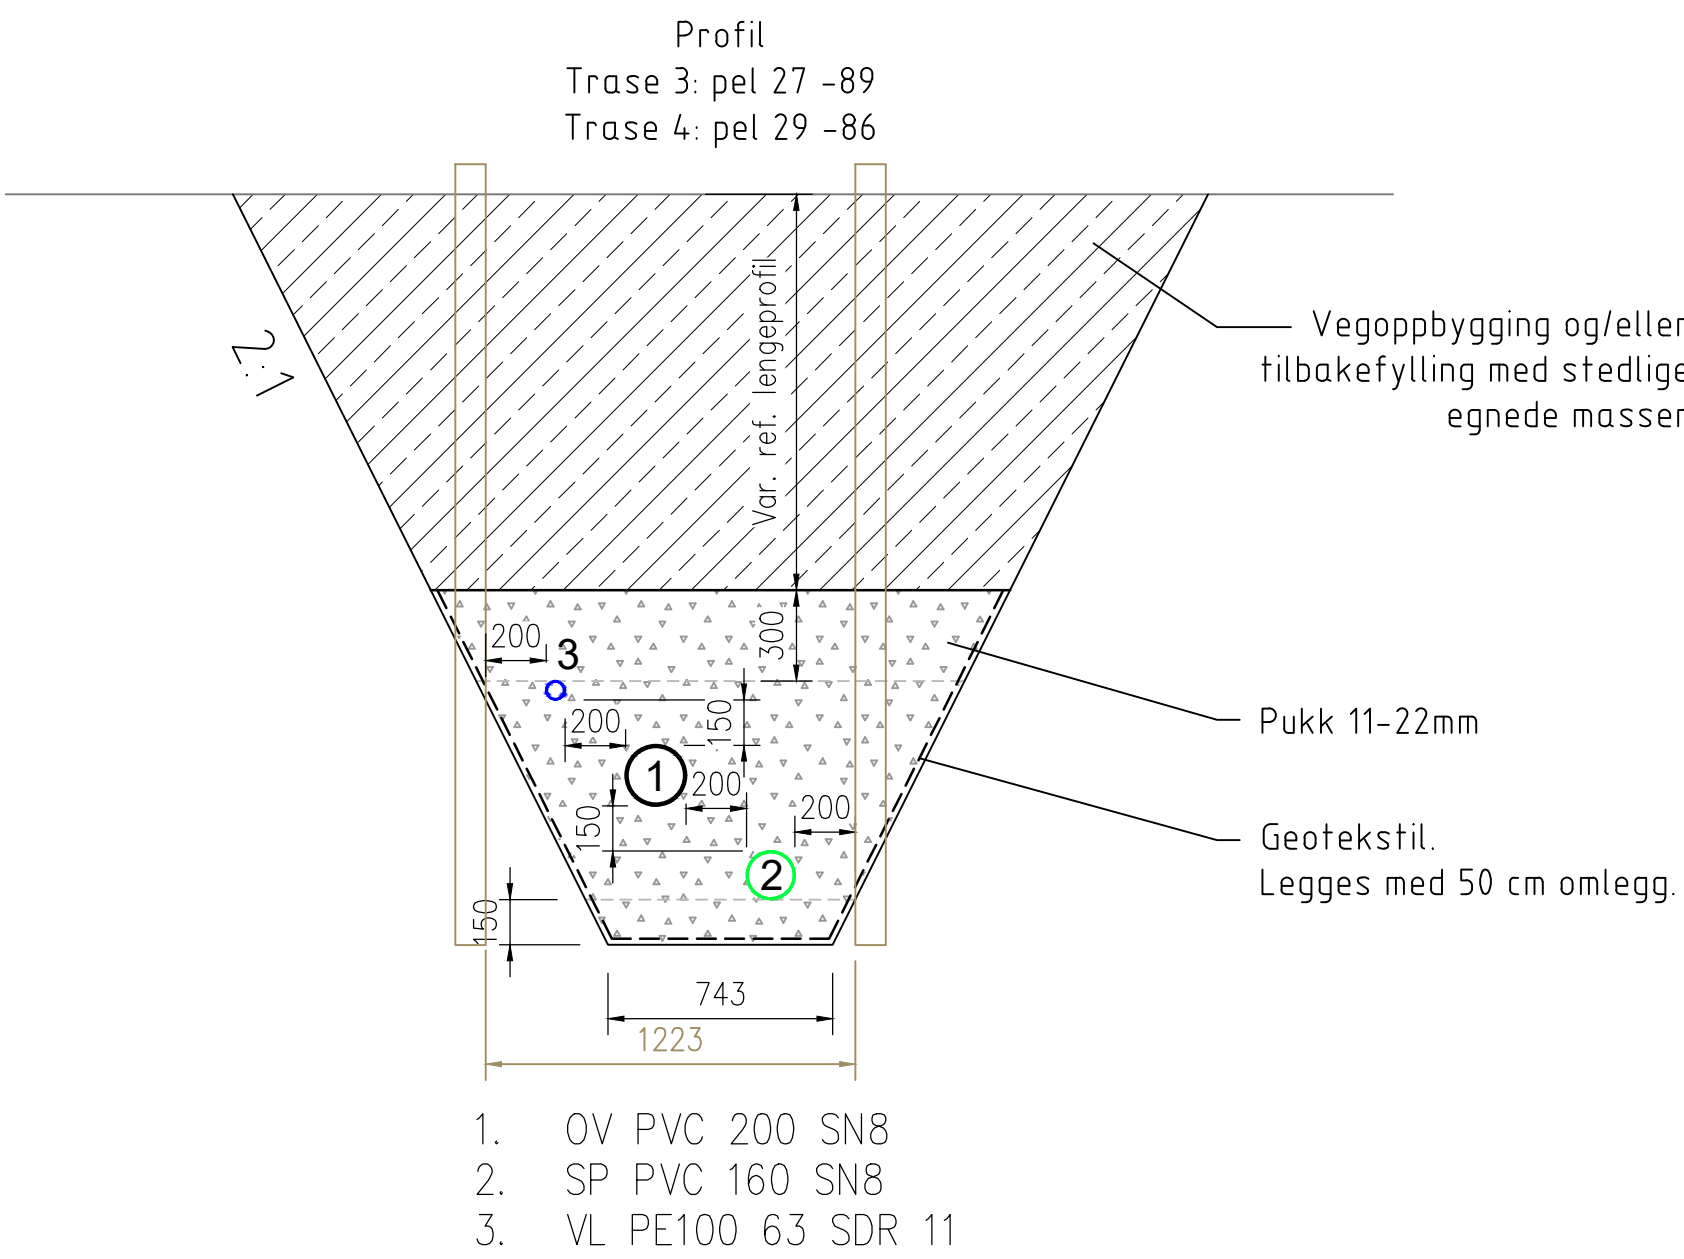 Profil
Trase 3: pel 27 -89
Trase 4: pel 29 -86
2:1
Var. ref. lengeprofil
Vegoppbygging og/eller
tilbakefylling med stedlige
egnede masser
200
3
300
200
150
Pukk 11-22mm
1
200
150
200
Geotekstil.
Legges med 50 cm omlegg.
2
150
743
1223
1. OV PVC 200 SN8
2. SP PVC 160 SN8
3. VL PE100 63 SDR 11